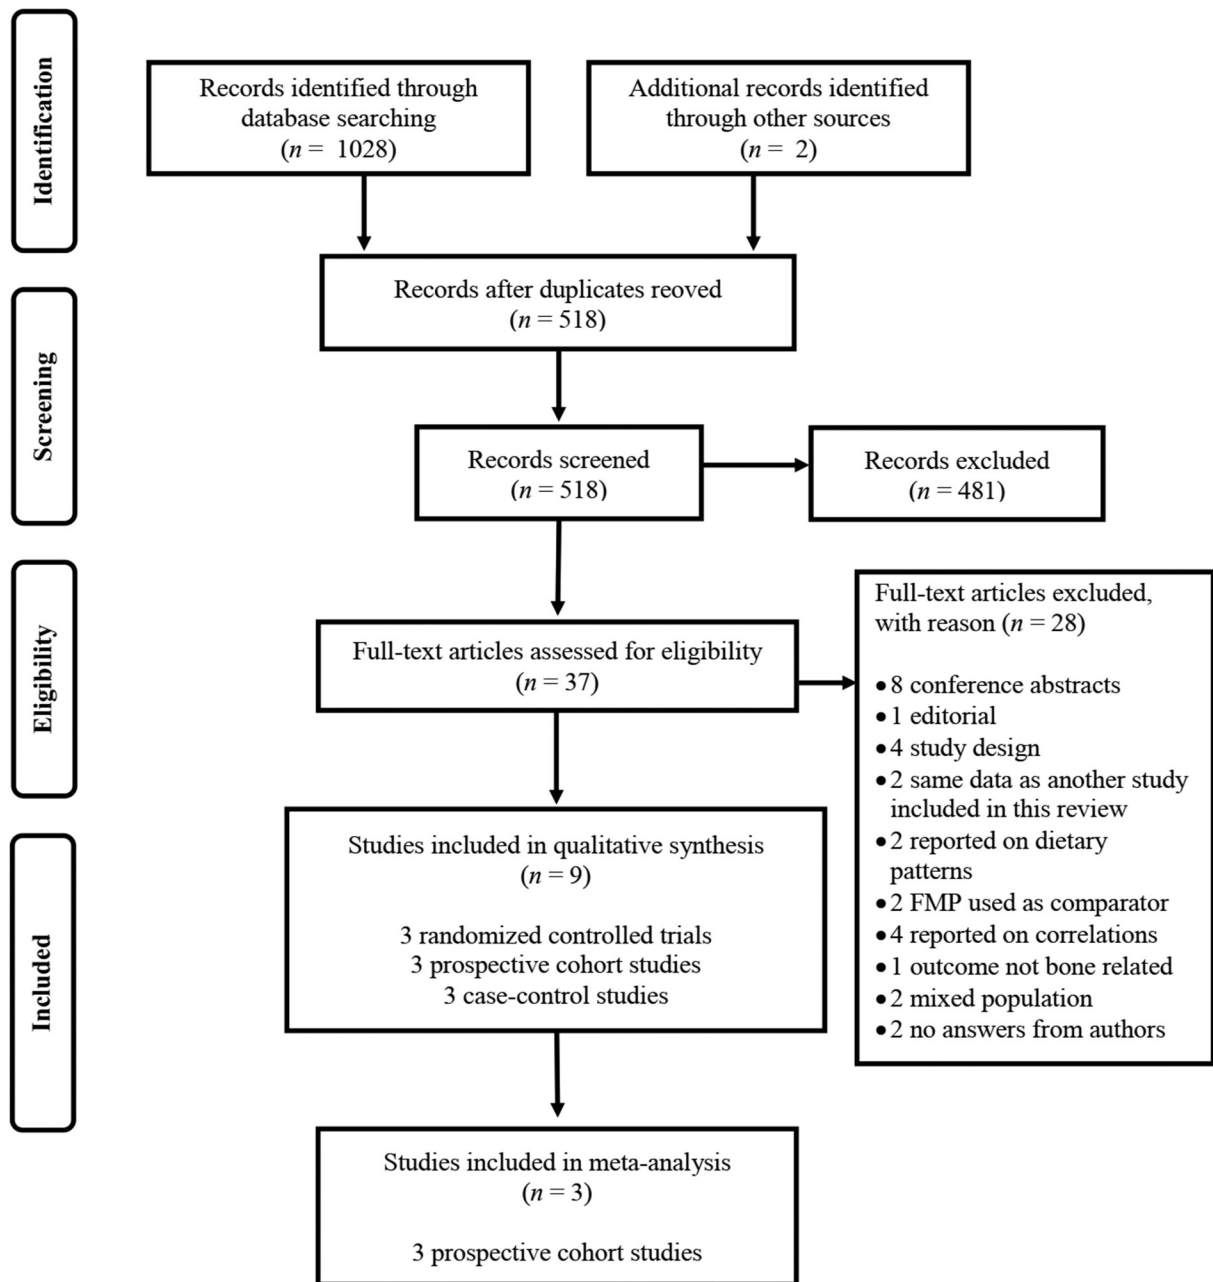 Identification
Records identified through
database searching
(n = 1028)
Additional records identified
through other sources
(n = 2)
Records after duplicates reoved
(n = 518)
Screening
Records screened
(n = 518)
Records excluded
(n = 481)
Eligibility
Full-text articles assessed for eligibility
(n = 37)
Full-text articles excluded,
with reason (n = 28)
• 8 conference abstracts
• 1 editorial
• 4 study design
• 2 same data as another study
included in this review
• 2 reported on dietary
patterns
• 2 FMP used as comparator
• 4 reported on correlations
• 1 outcome not bone related
• 2 mixed population
• 2 no answers from authors
Included
Studies included in qualitative synthesis
(n = 9)
3 randomized controlled trials
3 prospective cohort studies
3 case-control studies
Studies included in meta-analysis
(n = 3)
3 prospective cohort studies